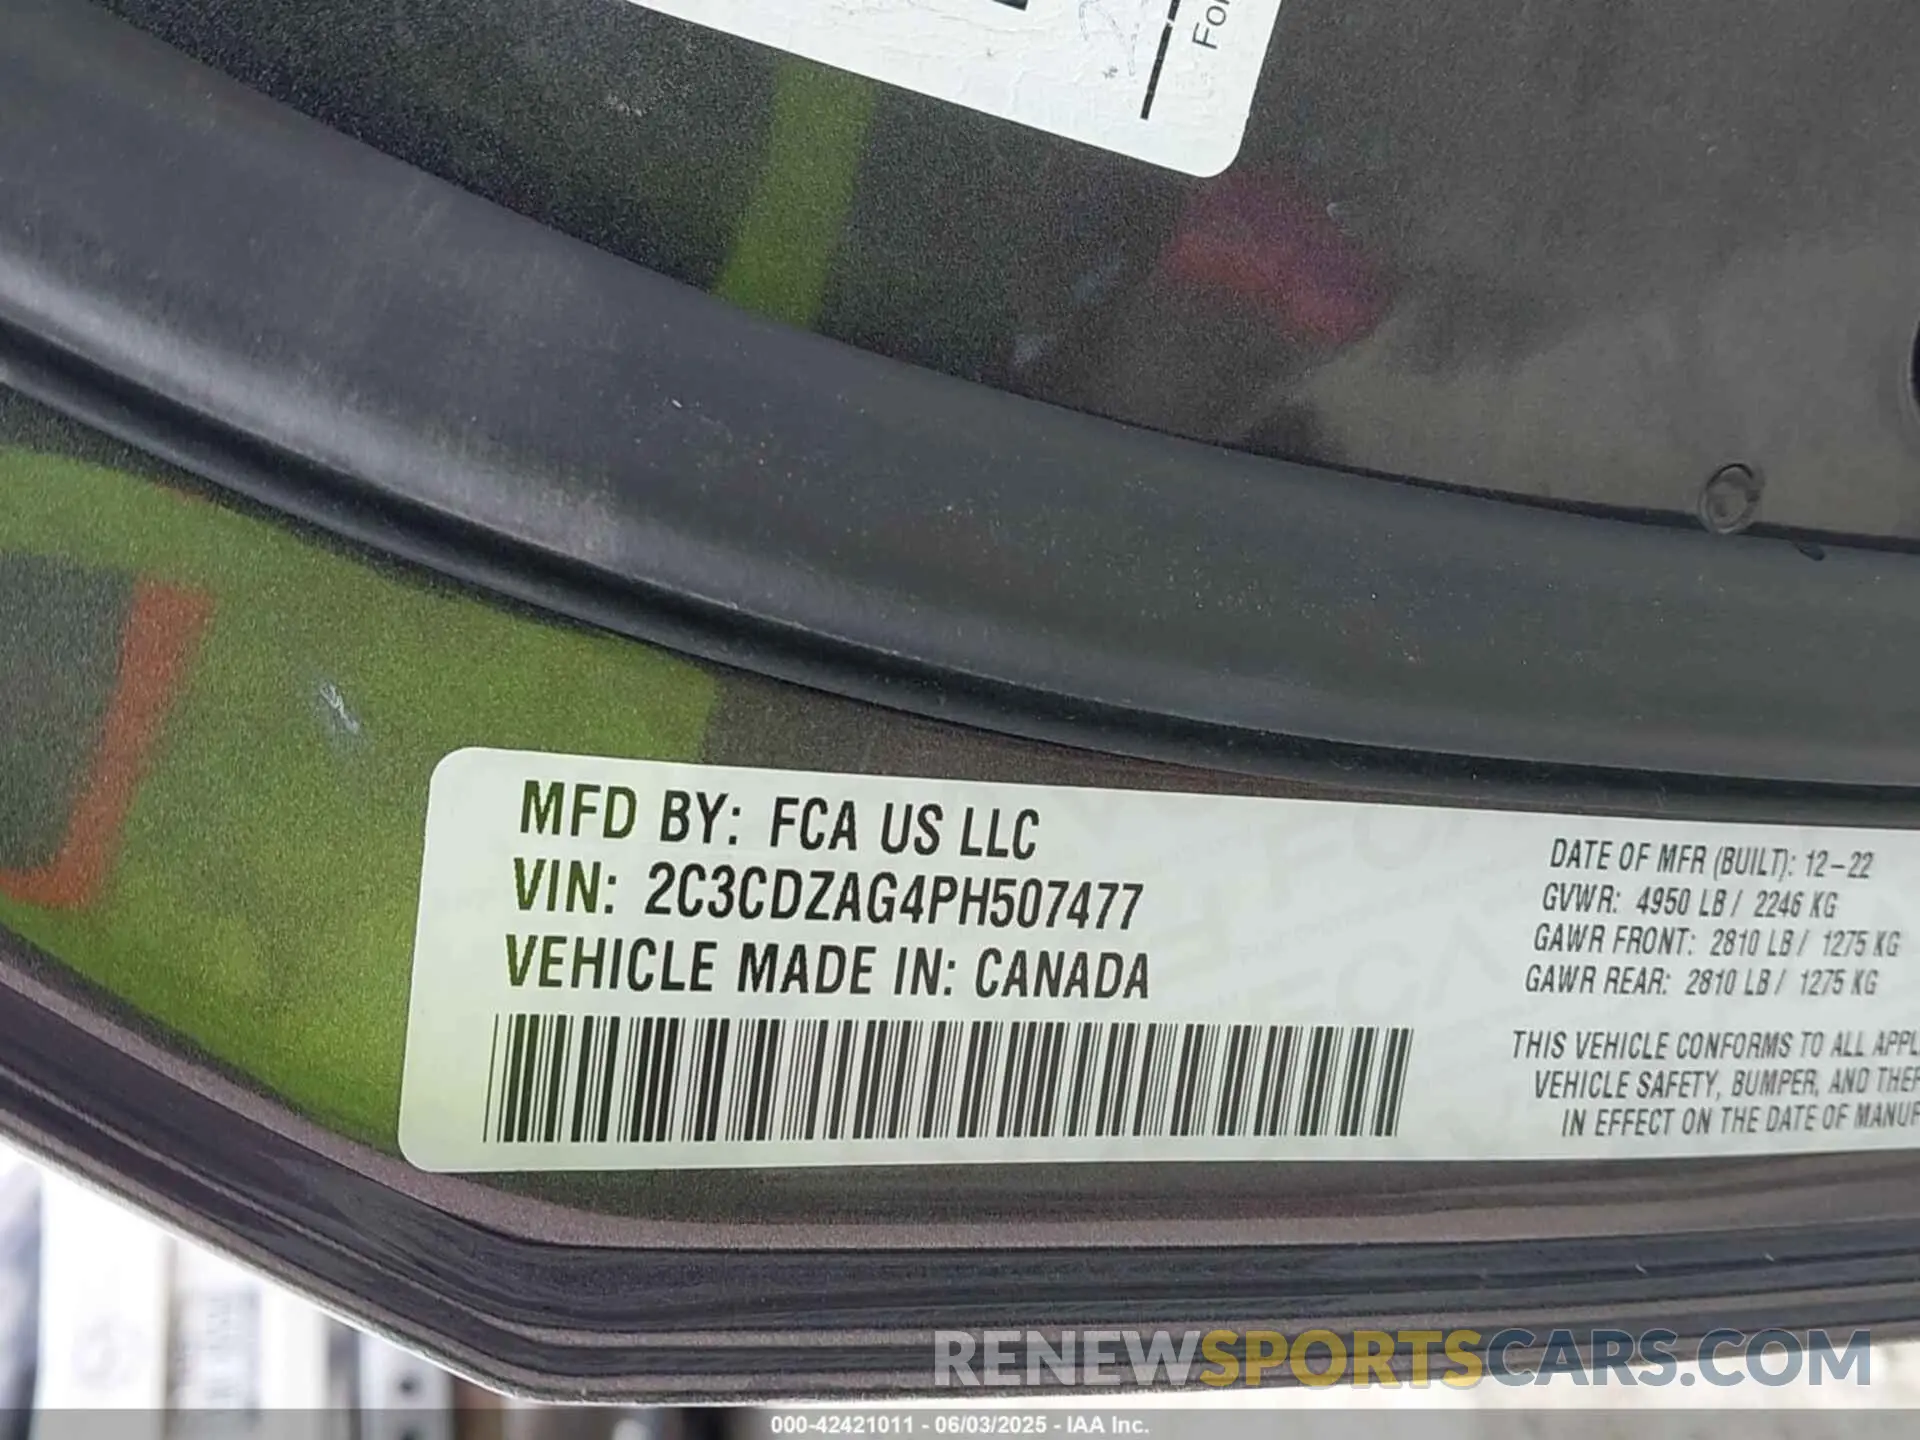 For
MFD BY: FCA US LLC
VIN: 2C3CDZAG4PH507477
VEHICLE MADE IN: CANADA
DATE OF MFR (BUILT): 12-22
GVWR: 4950 LB / 2246 KG
GAWR FRONT: 2810 LB / 1275 KG
GAWR REAR: 2810 LB / 1275 KG
THIS VEHICLE CONFORMS TO ALL APPL
VEHICLE SAFETY, BUMPER, AND THEF
IN EFFECT ON THE DATE OF MANUF
RENEWSPORTSCARS.COM
000-42421011 - 06/03/2025 - IAA Inc.